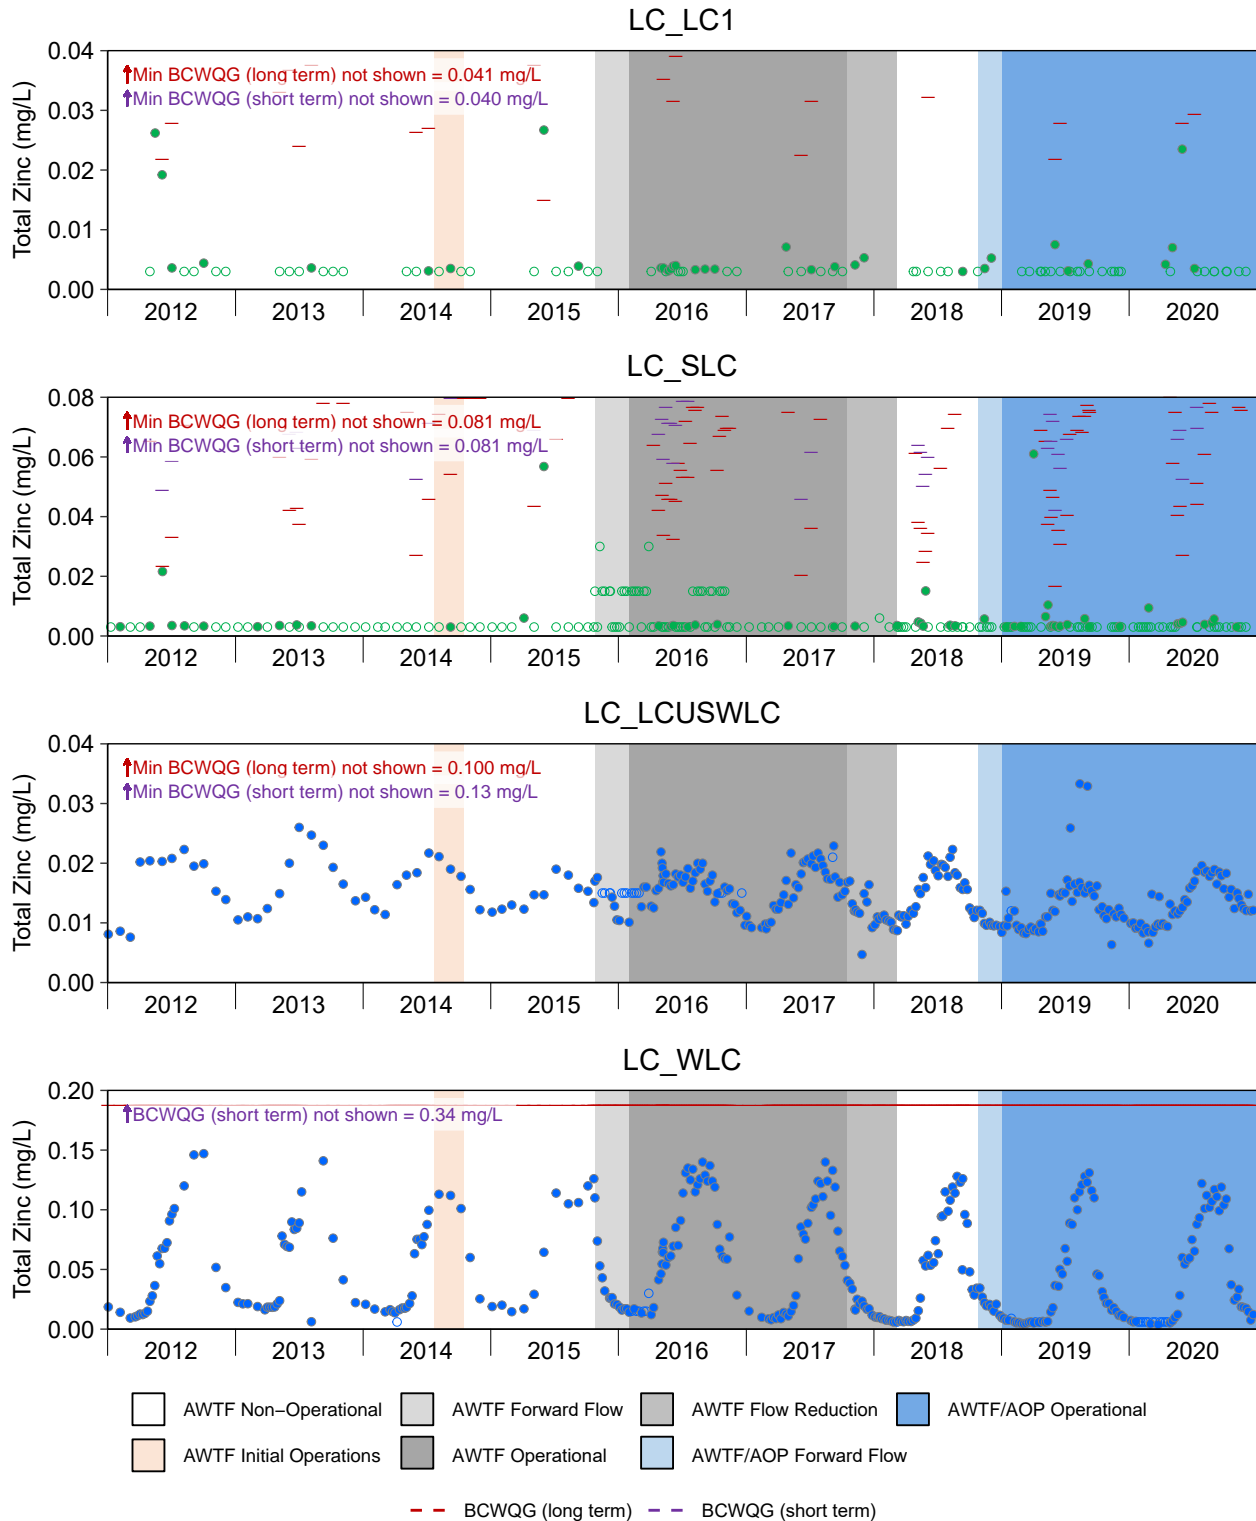 LC_LC1
Total Zinc (mg/L)
0.04
0.03
0.02
0.01
0.00
Min BCWQG (long term) not shown = 0.041 mg/L
Min BCWQG (short term) not shown = 0.040 mg/L
2012 2013 2014 2015 2016 2017 2018 2019 2020
LC_SLC
Total Zinc (mg/L)
0.08
0.06
0.04
0.02
0.00
Min BCWQG (long term) not shown = 0.081 mg/L
Min BCWQG (short term) not shown = 0.081 mg/L
2012 2013 2014 2015 2016 2017 2018 2019 2020
LC_LCUSWLC
Total Zinc (mg/L)
0.04
0.03
0.02
0.01
0.00
Min BCWQG (long term) not shown = 0.100 mg/L
Min BCWQG (short term) not shown = 0.13 mg/L
2012 2013 2014 2015 2016 2017 2018 2019 2020
LC_WLC
Total Zinc (mg/L)
0.20
0.15
0.10
0.05
0.00
BCWQG (short term) not shown = 0.34 mg/L
2012 2013 2014 2015 2016 2017 2018 2019 2020
AWTF Non−Operational AWTF Forward Flow AWTF Flow Reduction AWTF/AOP Operational
AWTF Initial Operations AWTF Operational AWTF/AOP Forward Flow
BCWQG (long term) BCWQG (short term)